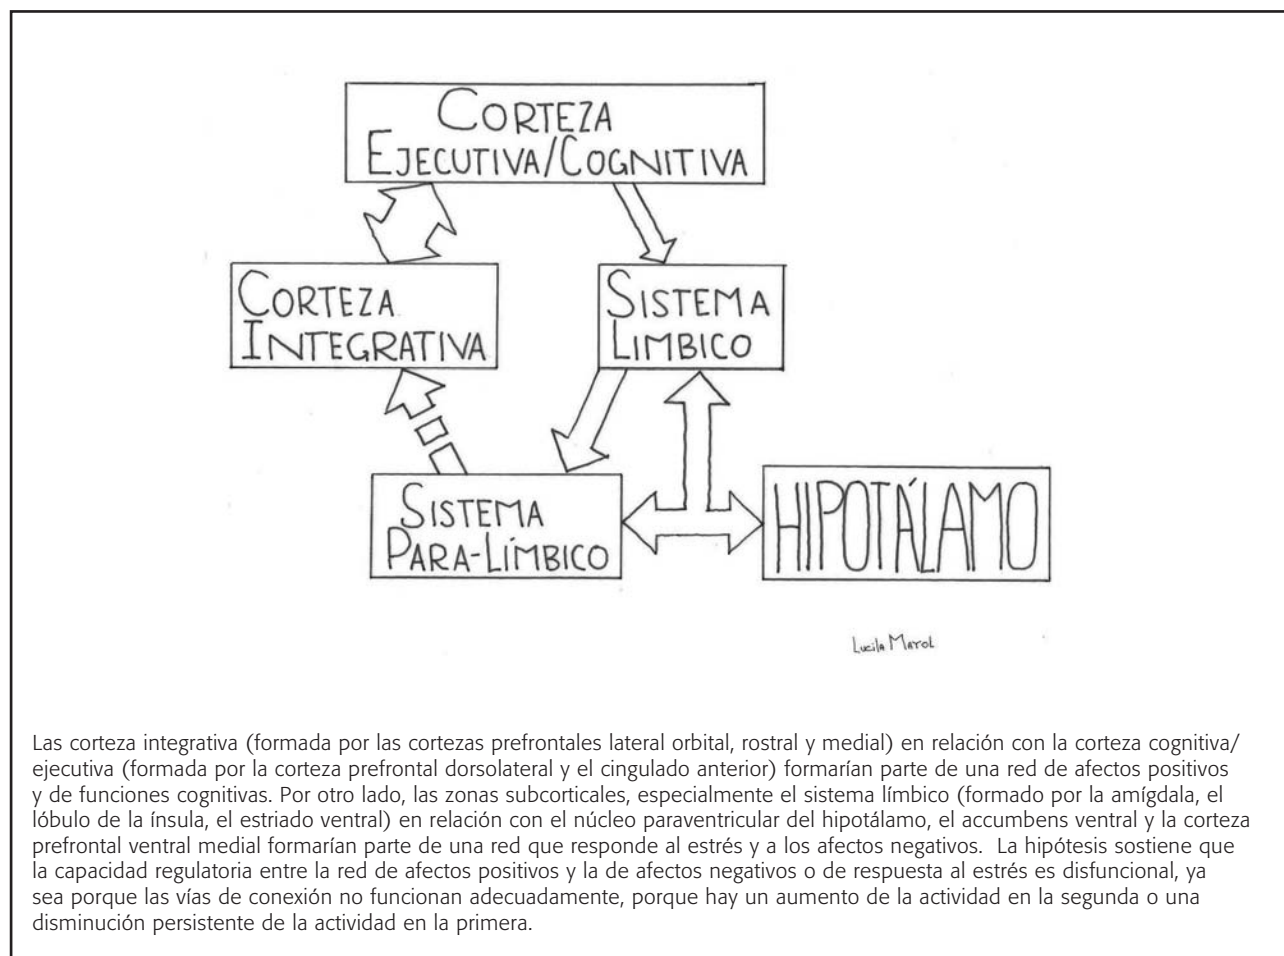 CORTEZA
EJECUTIVA/COGNITIVA
CORTEZA
INTEGRATIVA
SISTEMA
LIMBICO
SISTEMA
PARA-LÍMBICO
HIPOTÁLAMO
Lucila Mayol
Las corteza integrativa (formada por las cortezas prefrontales lateral orbital, rostral y medial) en relación con la corteza cognitiva/
ejecutiva (formada por la corteza prefrontal dorsolateral y el cingulado anterior) formarían parte de una red de afectos positivos
y de funciones cognitivas. Por otro lado, las zonas subcorticales, especialmente el sistema límbico (formado por la amígdala, el
lóbulo de la ínsula, el estriado ventral) en relación con el núcleo paraventricular del hipotálamo, el accumbens ventral y la corteza
prefrontal ventral medial formarían parte de una red que responde al estrés y a los afectos negativos. La hipótesis sostiene que
la capacidad regulatoria entre la red de afectos positivos y la de afectos negativos o de respuesta al estrés es disfuncional, ya
sea porque las vías de conexión no funcionan adecuadamente, porque hay un aumento de la actividad en la segunda o una
disminución persistente de la actividad en la primera.